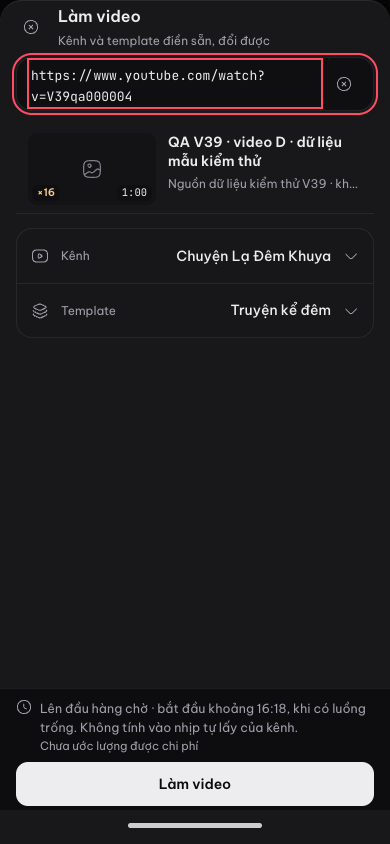 Làm video
Kênh và template điền sẵn, đổi được
https://www.youtube.com/watch?
v=V39qa000004
QA V39 · video D · dữ liệu
mẫu kiểm thử
Nguồn dữ liệu kiểm thử V39 · kh...
×16
1:00
Kênh
Chuyện Lạ Đêm Khuya
Template
Truyện kể đêm
Lên đầu hàng chờ · bắt đầu khoảng 16:18, khi có luồng
trống. Không tính vào nhịp tự lấy của kênh.
Chưa ước lượng được chi phí
Làm video